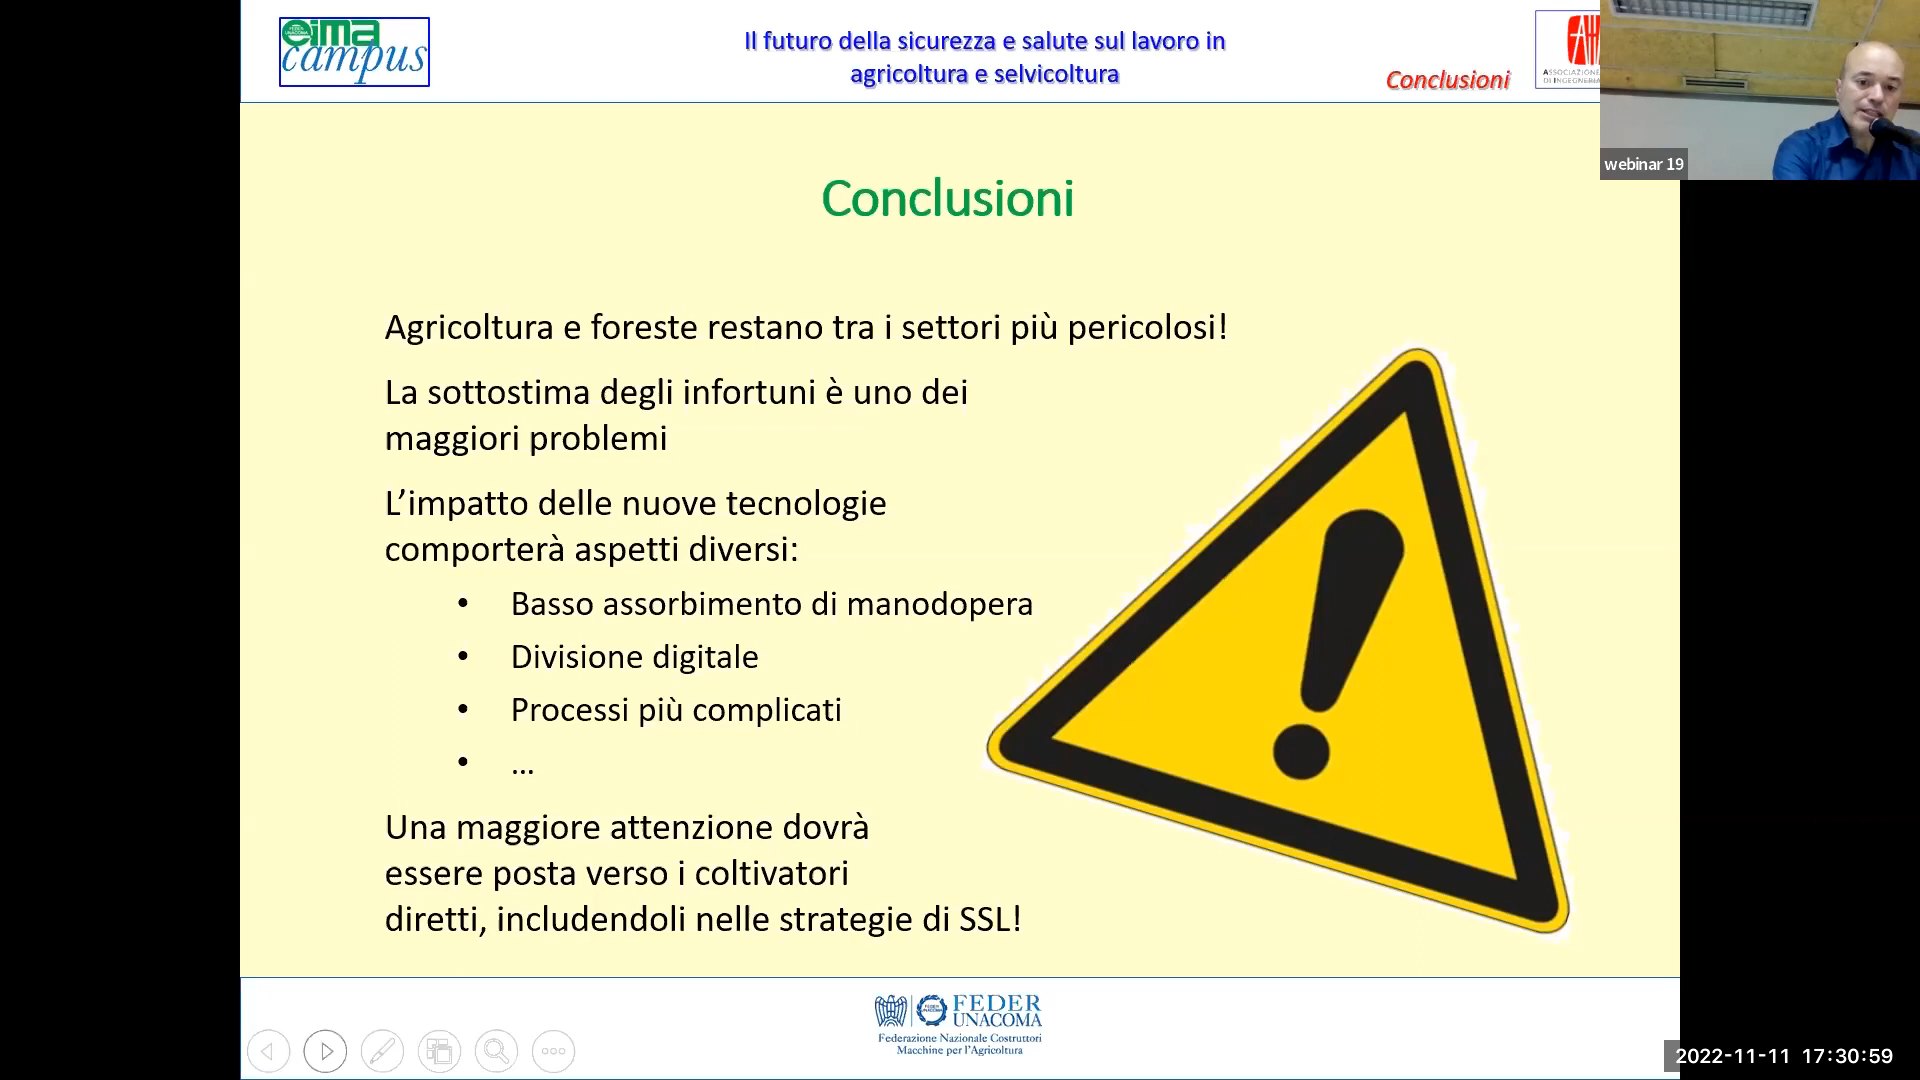 eima
campus
Il futuro della sicurezza e salute sul lavoro in
agricoltura e selvicoltura
Conclusioni
ASSOCIAZIONE
DI INGEGNERIA
webinar 19
Conclusioni
Agricoltura e foreste restano tra i settori più pericolosi!
La sottostima degli infortuni è uno dei
maggiori problemi
L’impatto delle nuove tecnologie
comporterà aspetti diversi:
• Basso assorbimento di manodopera
• Divisione digitale
• Processi più complicati
• …
Una maggiore attenzione dovrà
essere posta verso i coltivatori
diretti, includendoli nelle strategie di SSL!
FEDER
UNACOMA
Federazione Nazionale Costruttori
Macchine per l’Agricoltura
2022-11-11 17:30:59